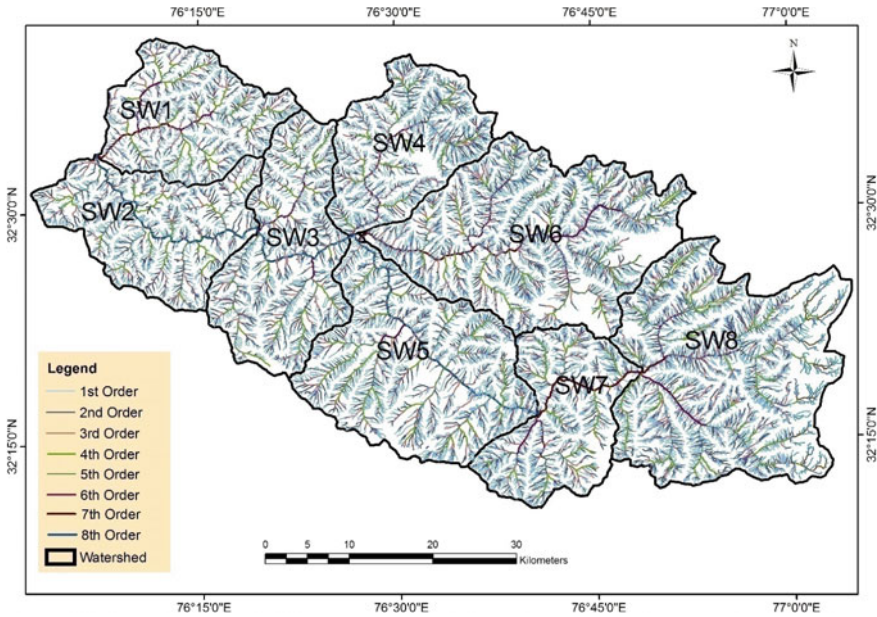 76°15'0"E 76°30'0"E 76°45'0"E 77°0'0"E
N
SW1
SW4
32°30'0"N
SW2
SW3
SW6
32°30'0"N
SW5
SW8
SW7
Legend
1st Order
2nd Order
3rd Order
4th Order
5th Order
6th Order
7th Order
8th Order
Watershed
32°15'0"N
32°15'0"N
0 5 10 20 30
Kilometers
76°15'0"E 76°30'0"E 76°45'0"E 77°0'0"E